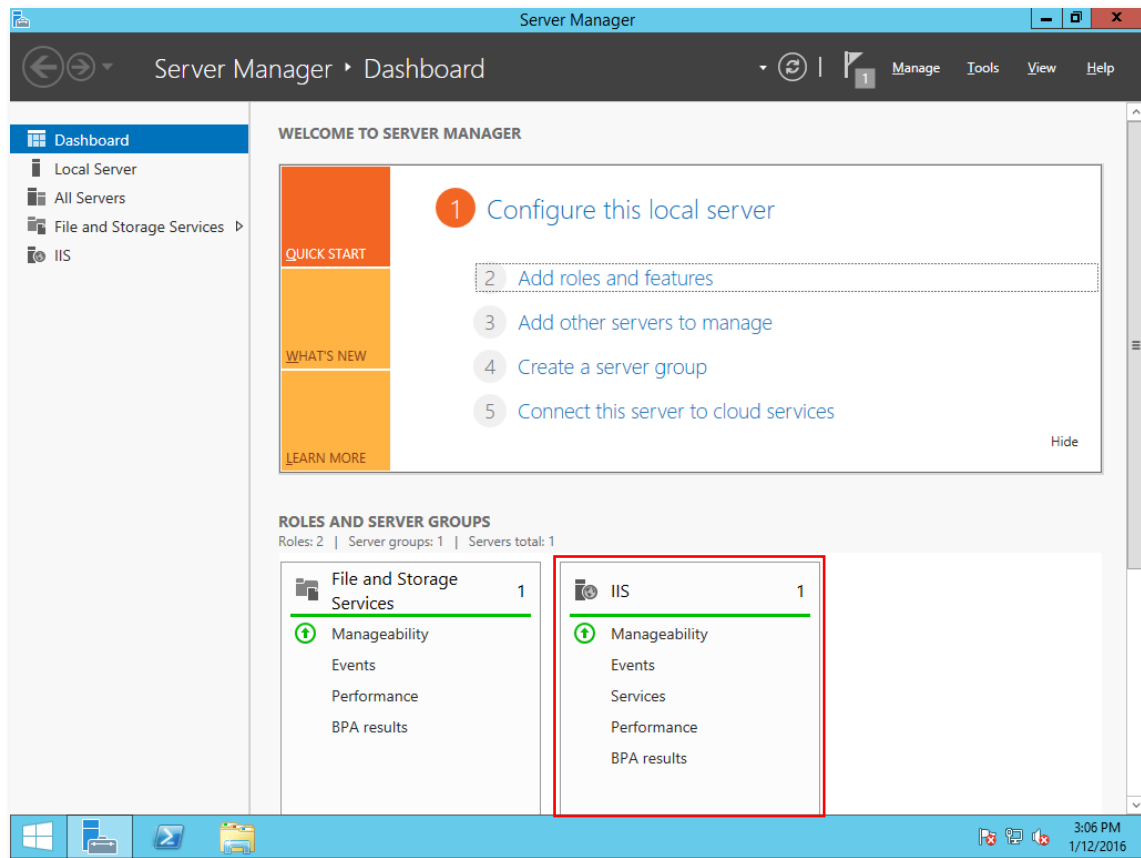 Server Manager
Server Manager • Dashboard
1
Manage Tools View Help
Dashboard
Local Server
All Servers
File and Storage Services
IIS
WELCOME TO SERVER MANAGER
QUICK START
WHAT'S NEW
LEARN MORE
1 Configure this local server
2 Add roles and features
3 Add other servers to manage
4 Create a server group
5 Connect this server to cloud services
Hide
ROLES AND SERVER GROUPS
Roles: 2 | Server groups: 1 | Servers total: 1
File and Storage
Services
1
Manageability
Events
Performance
BPA results
IIS 1
Manageability
Events
Services
Performance
BPA results
3:06 PM
1/12/2016